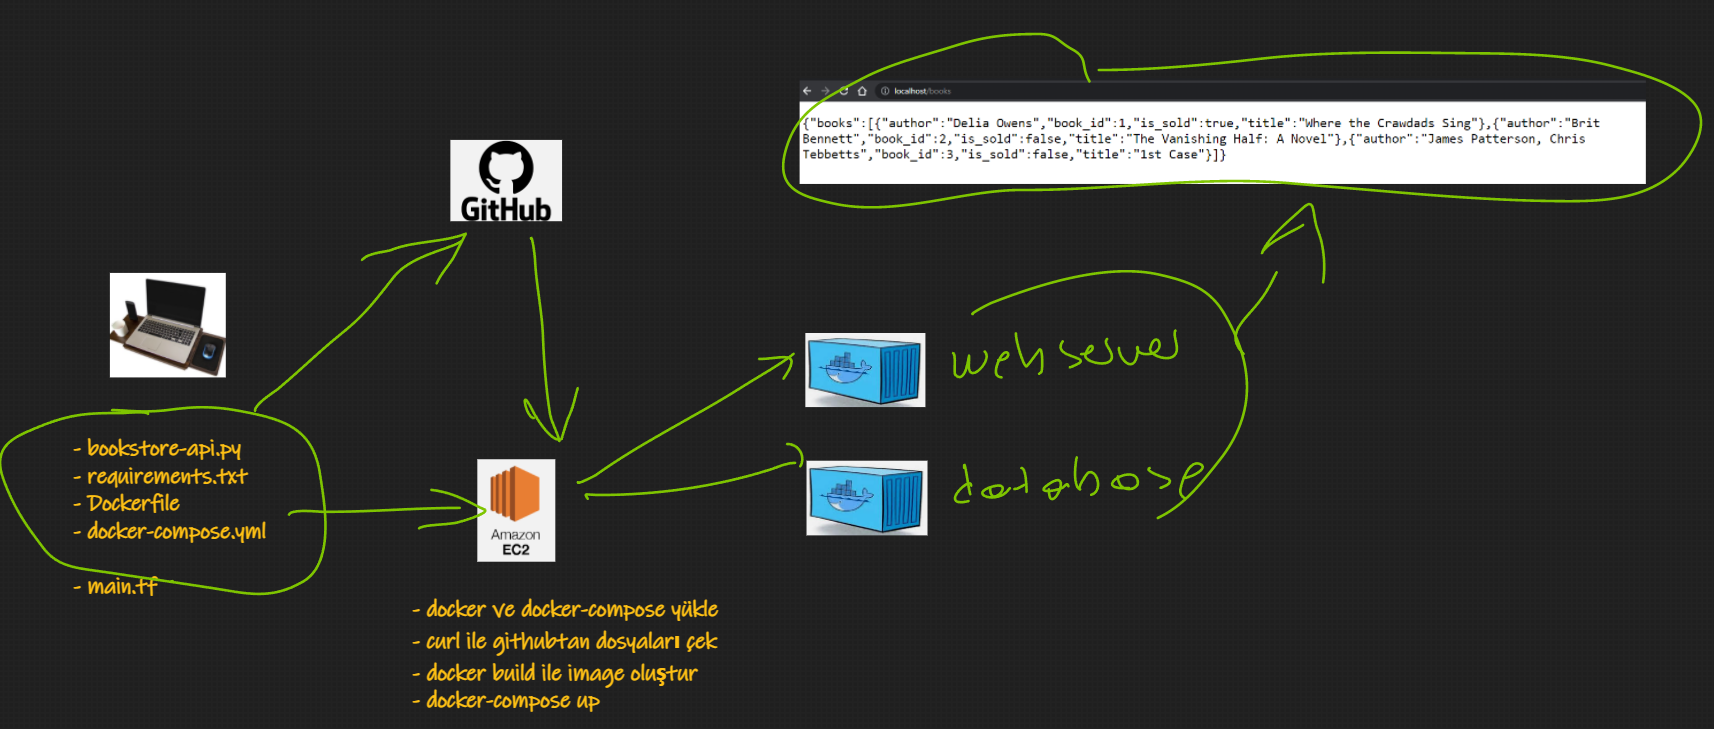 localhost/books
{"books":[{"author":"Delia Owens","book_id":1,"is_sold":true,"title":"Where the Crawdads Sing"},{"author":"Brit
Bennett","book_id":2,"is_sold":false,"title":"The Vanishing Half: A Novel"},{"author":"James Patterson, Chris
Tebbetts","book_id":3,"is_sold":false,"title":"1st Case"}]}
GitHub
webserver
- bookstore-api.py
- requirements.txt
- Dockerfile
- docker-compose.yml
- main.tf
database
Amazon
EC2
- docker ve docker-compose yükle
- curl ile githubtan dosyaları çek
- docker build ile image oluştur
- docker-compose up